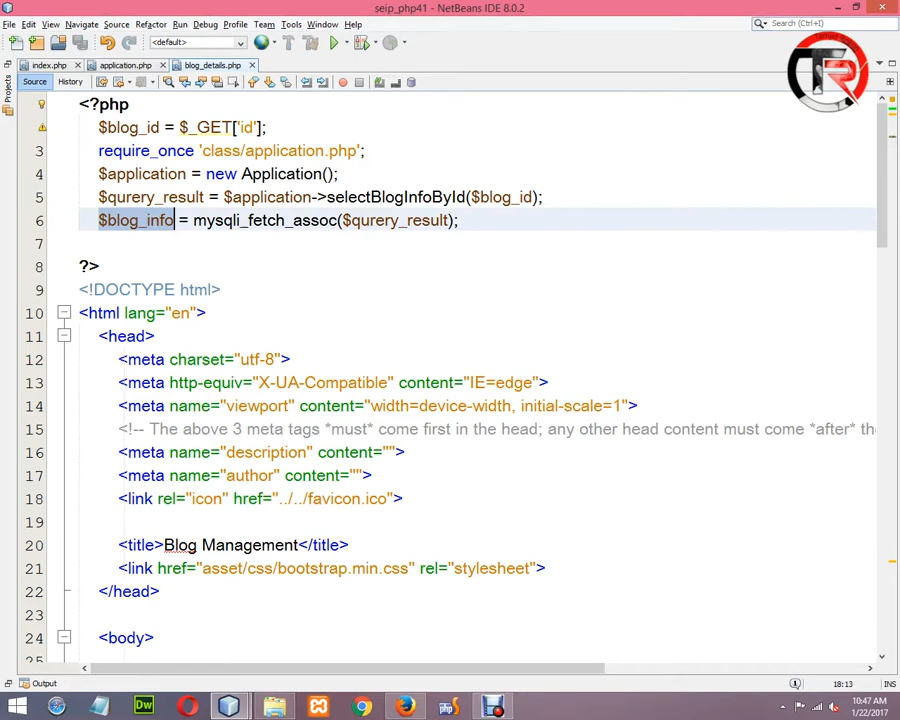 seip_php41 - NetBeans IDE 8.0.2
File Edit View Navigate Source Refactor Run Debug Profile Team Tools Window Help
Search (Ctrl+I)
<default>
index.php application.php blog_details.php
Source History
Projects
<?php
$blog_id = $_GET['id'];
3 require_once 'class/application.php';
4 $application = new Application();
5 $qurery_result = $application->selectBlogInfoById($blog_id);
6 $blog_info = mysqli_fetch_assoc($qurery_result);
7
8 ?>
9 <!DOCTYPE html>
10 <html lang="en">
11 <head>
12 <meta charset="utf-8">
13 <meta http-equiv="X-UA-Compatible" content="IE=edge">
14 <meta name="viewport" content="width=device-width, initial-scale=1">
15 <!-- The above 3 meta tags *must* come first in the head; any other head content must come *after* the
16 <meta name="description" content="">
17 <meta name="author" content="">
18 <link rel="icon" href="../../favicon.ico">
19
20 <title>Blog Management</title>
21 <link href="asset/css/bootstrap.min.css" rel="stylesheet">
22 </head>
23
24 <body>
25
Output
18:13 INS
Dw
php
10:47 AM
1/22/2017